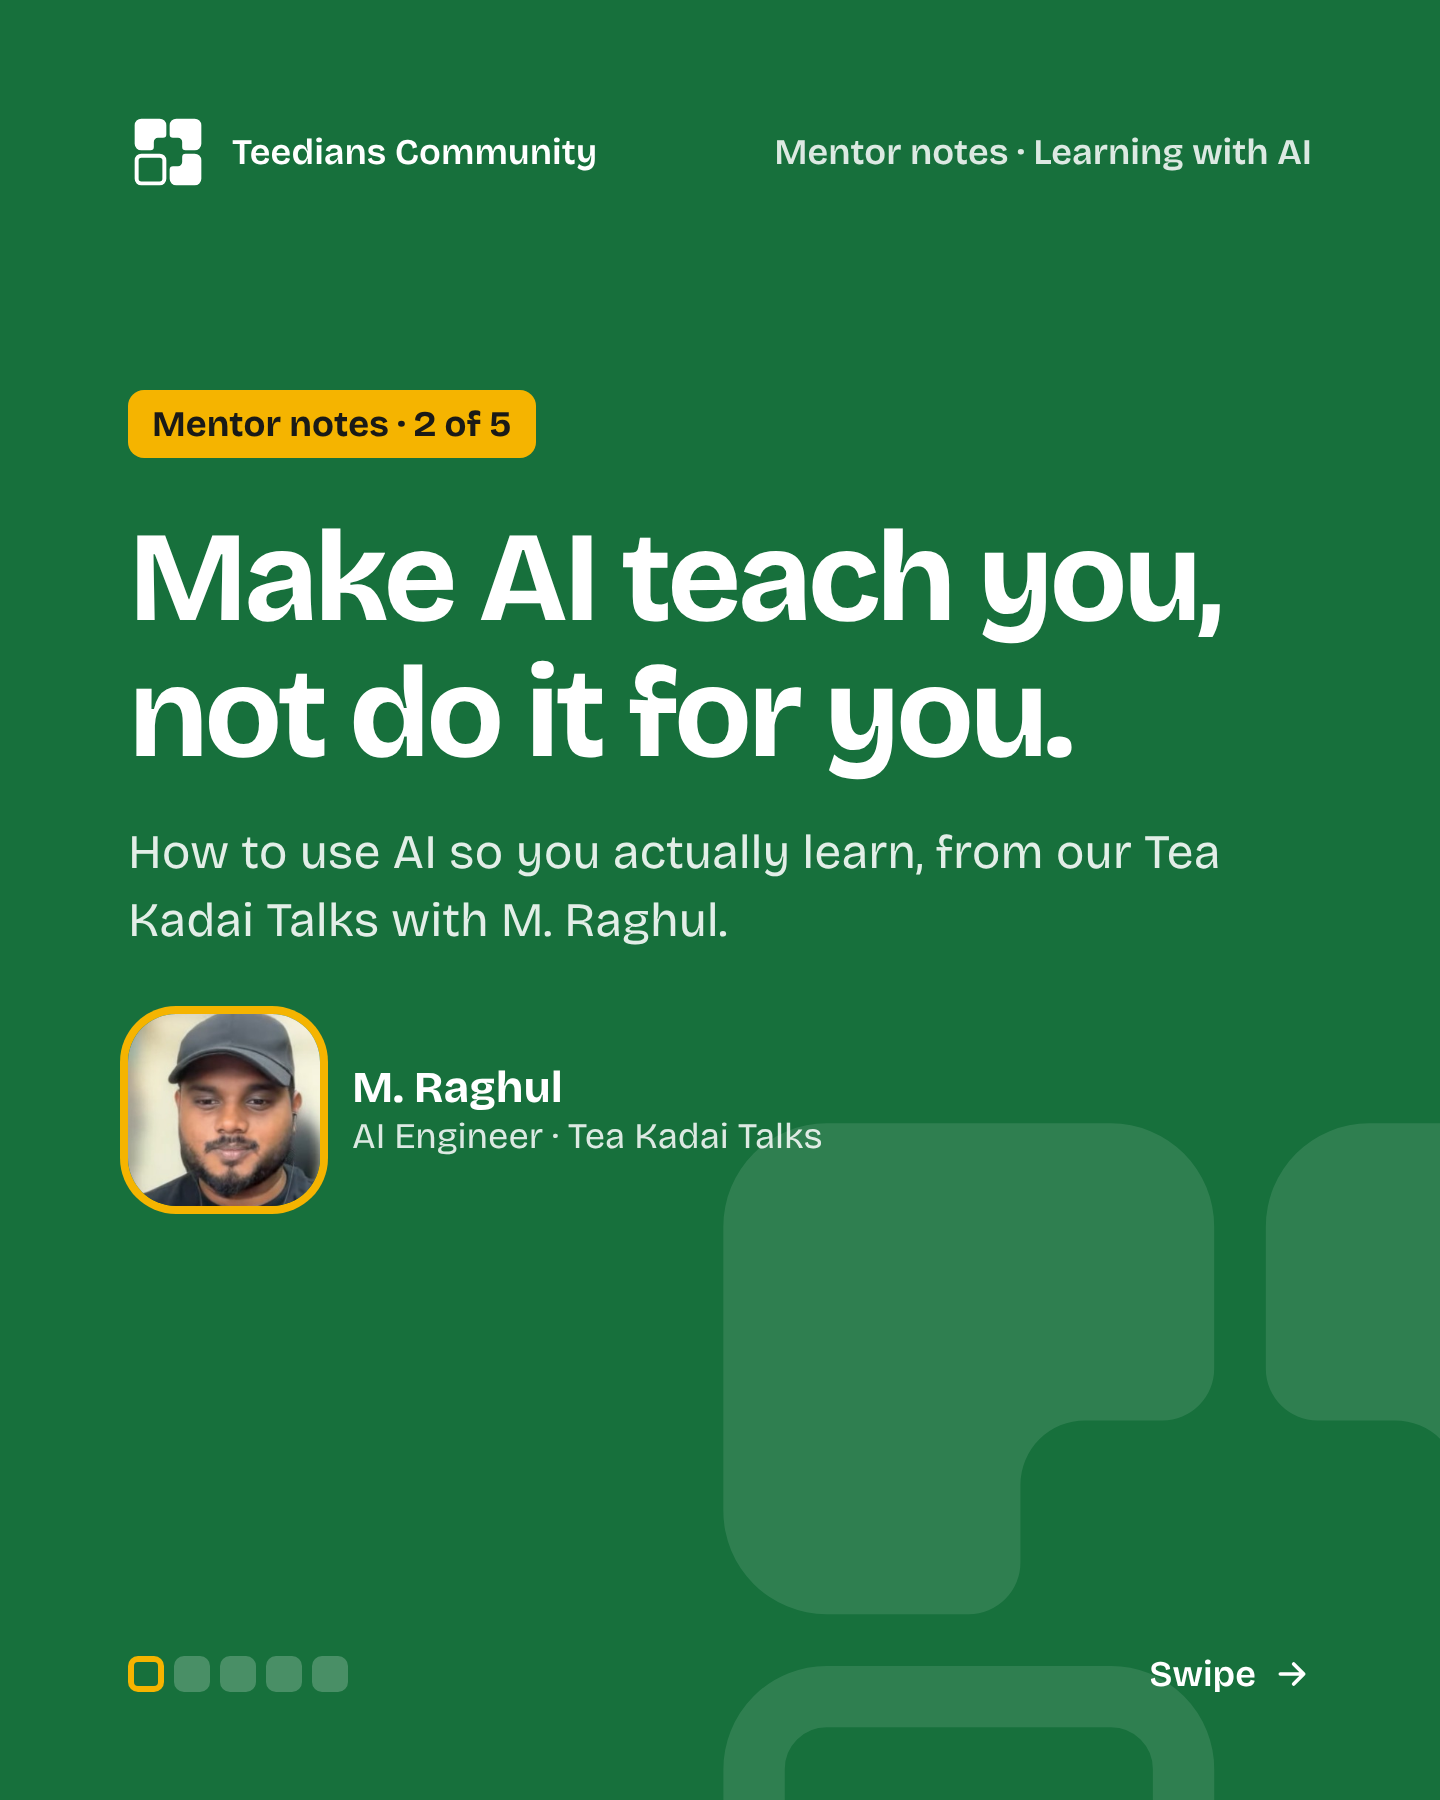 Teedians Community
Mentor notes · Learning with AI
Mentor notes · 2 of 5
Make AI teach you,
not do it for you.
How to use AI so you actually learn, from our Tea
Kadai Talks with M. Raghul.
M. Raghul
AI Engineer · Tea Kadai Talks
Swipe →